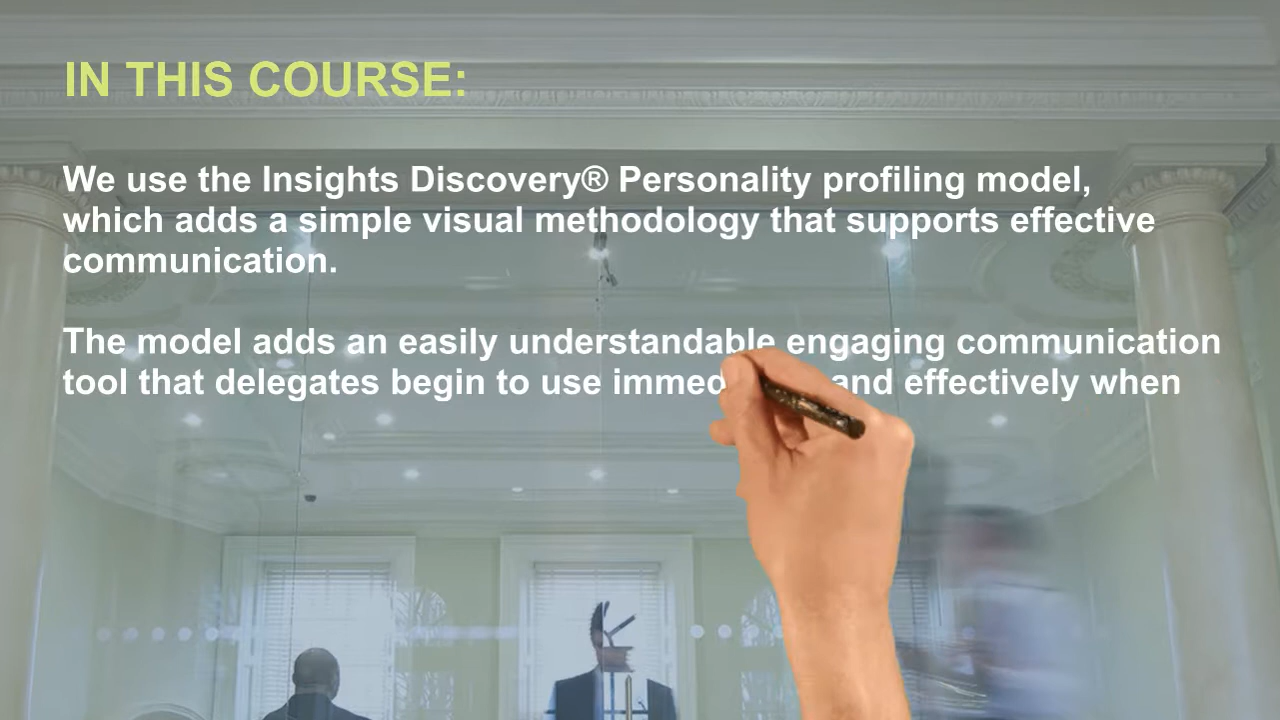 IN THIS COURSE:
We use the Insights Discovery® Personality profiling model,
which adds a simple visual methodology that supports effective
communication.
The model adds an easily understandable engaging communication
tool that delegates begin to use and effectively when